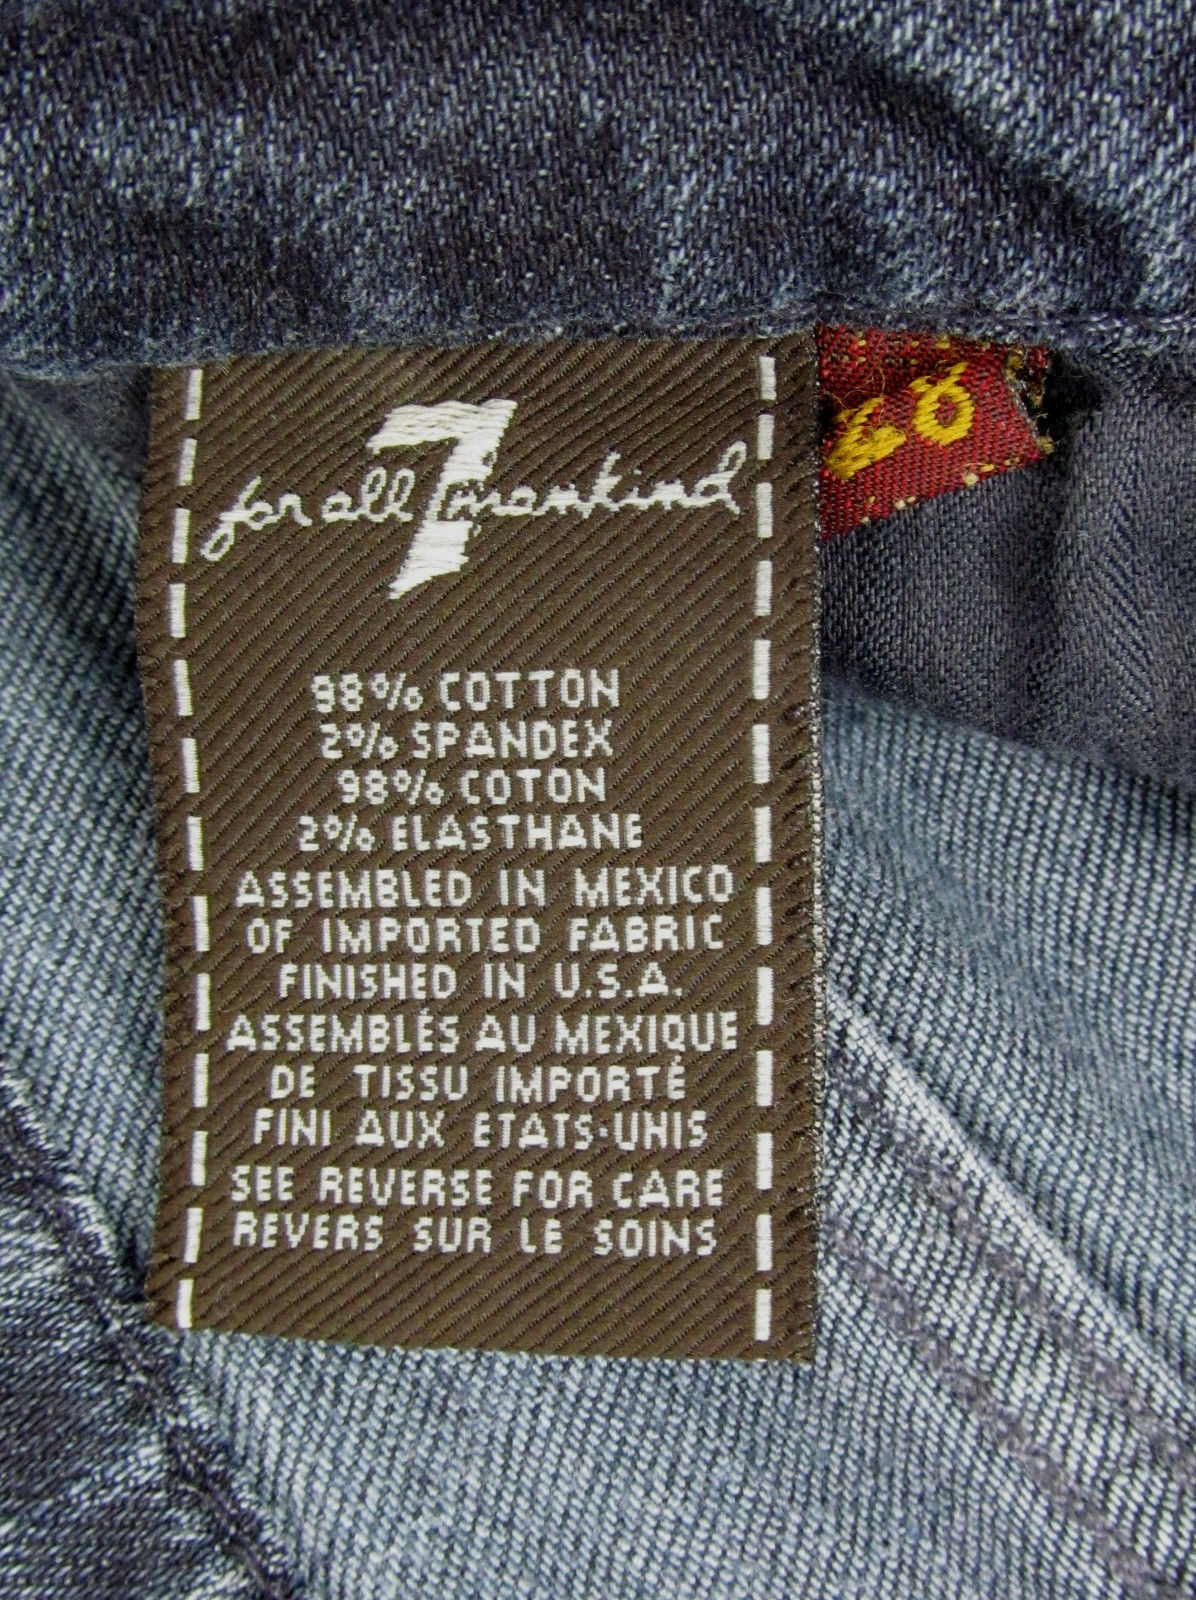 for all 7 mankind
98% COTTON
2% SPANDEX
98% COTON
2% ELASTHANE
ASSEMBLED IN MEXICO
OF IMPORTED FABRIC
FINISHED IN U.S.A.
ASSEMBLÉS AU MEXIQUE
DE TISSU IMPORTÉ
FINI AUX ETATS-UNIS
SEE REVERSE FOR CARE
REVERS SUR LE SOINS